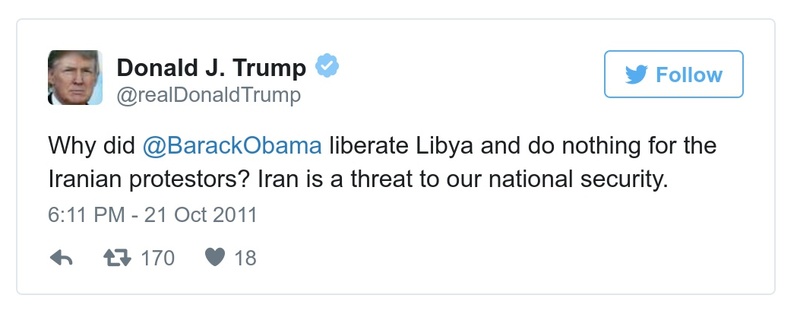 Donald J. Trump
@realDonaldTrump
Follow
Why did @BarackObama liberate Libya and do nothing for the
Iranian protestors? Iran is a threat to our national security.
6:11 PM - 21 Oct 2011
170 18